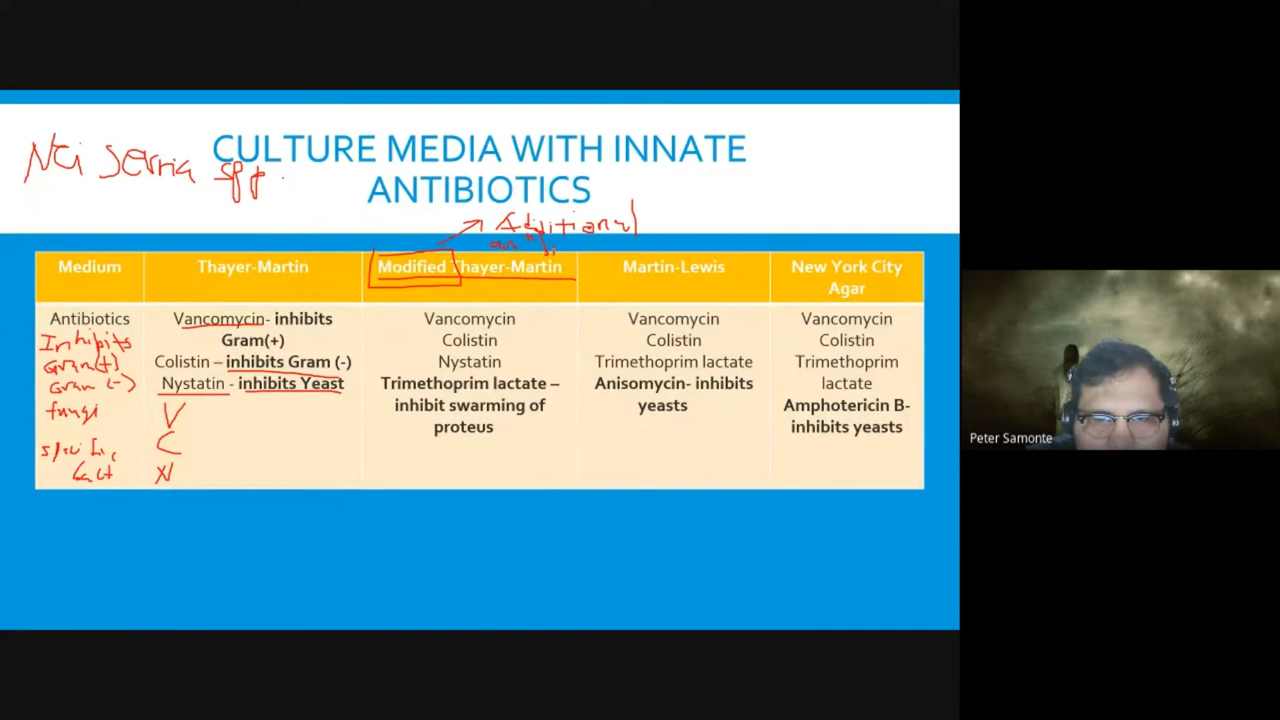 Neisseria spp.
CULTURE MEDIA WITH INNATE
ANTIBIOTICS
Additional
anti
Medium
Thayer-Martin
Modified Thayer-Martin
Martin-Lewis
New York City
Agar
Antibiotics
Inhibits
Gram(+)
Gram (-)
fungi
specific
bact
Vancomycin- inhibits
Gram(+)
Colistin – inhibits Gram (-)
Nystatin - inhibits Yeast
V
C
N
Vancomycin
Colistin
Nystatin
Trimethoprim lactate –
inhibit swarming of
proteus
Vancomycin
Colistin
Trimethoprim lactate
Anisomycin- inhibits
yeasts
Vancomycin
Colistin
Trimethoprim
lactate
Amphotericin B-
inhibits yeasts
Peter Samonte